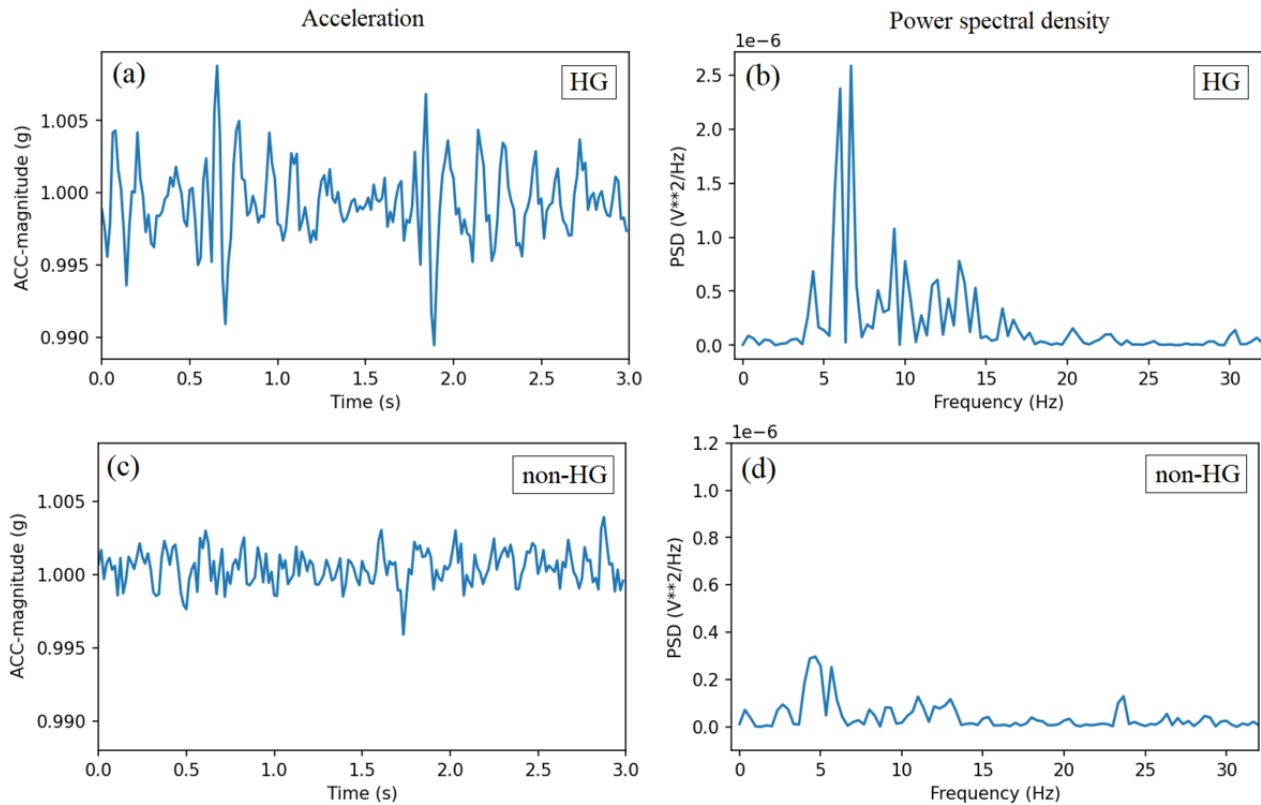 Acceleration
Power spectral density
(a)
HG
ACC-magnitude (g)
1.005
1.000
0.995
0.990
0.0 0.5 1.0 1.5 2.0 2.5 3.0
Time (s)
1e-6
(b)
HG
PSD (V**2/Hz)
2.5
2.0
1.5
1.0
0.5
0.0
0 5 10 15 20 25 30
Frequency (Hz)
(c)
non-HG
ACC-magnitude (g)
1.005
1.000
0.995
0.990
0.0 0.5 1.0 1.5 2.0 2.5 3.0
Time (s)
1e-6
(d)
non-HG
PSD (V**2/Hz)
1.2
1.0
0.8
0.6
0.4
0.2
0.0
0 5 10 15 20 25 30
Frequency (Hz)